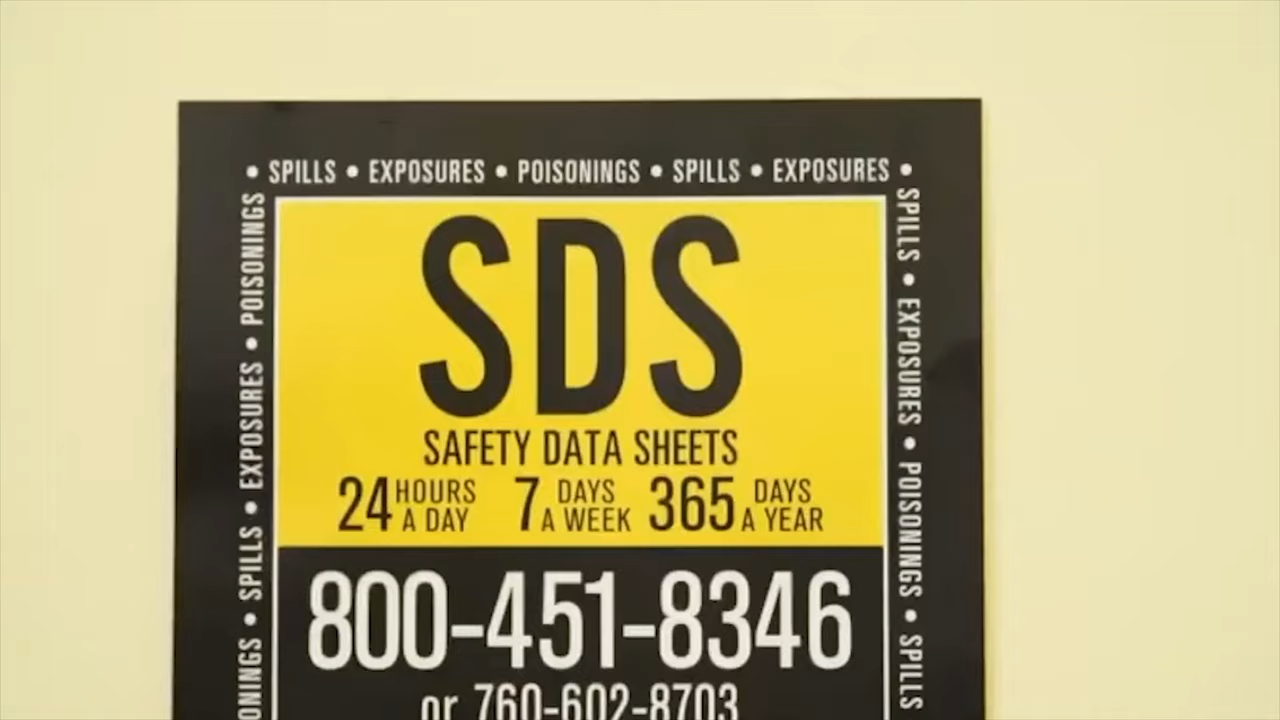 • SPILLS • EXPOSURES • POISONINGS • SPILLS • EXPOSURES •
SPILLS • EXPOSURES • POISONINGS
SDS
SAFETY DATA SHEETS
24 HOURS A DAY 7 DAYS A WEEK 365 DAYS A YEAR
800-451-8346
or 760-602-8703
SPILLS • EXPOSURES • POISONINGS • SPILLS